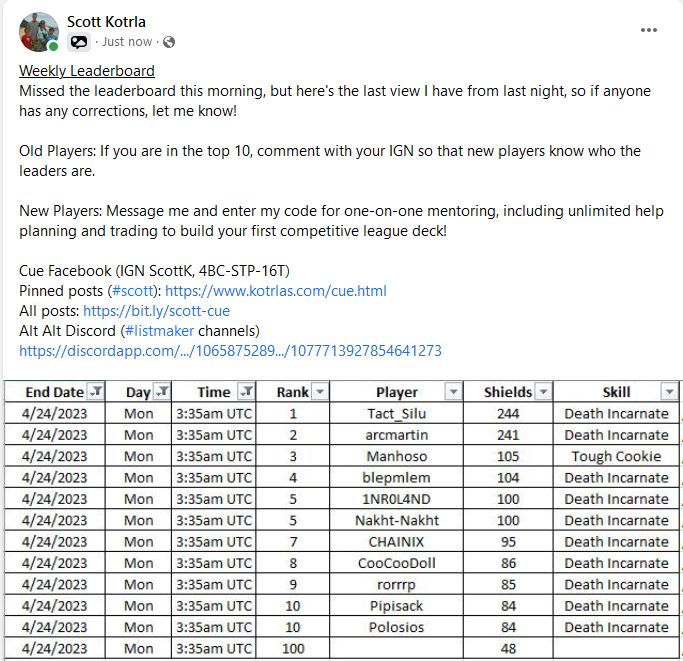 Scott Kotrla
Just now ·
Weekly Leaderboard
Missed the leaderboard this morning, but here's the last view I have from last night, so if anyone
has any corrections, let me know!
Old Players: If you are in the top 10, comment with your IGN so that new players know who the
leaders are.
New Players: Message me and enter my code for one-on-one mentoring, including unlimited help
planning and trading to build your first competitive league deck!
Cue Facebook (IGN ScottK, 4BC-STP-16T)
Pinned posts (#scott): https://www.kotrlas.com/cue.html
All posts: https://bit.ly/scott-cue
Alt Alt Discord (#listmaker channels)
https://discordapp.com/.../1065875289.../1077713927854641273
End Date Day Time Rank Player Shields Skill
4/24/2023 Mon 3:35am UTC 1 Tact_Silu 244 Death Incarnate
4/24/2023 Mon 3:35am UTC 2 arcmartin 241 Death Incarnate
4/24/2023 Mon 3:35am UTC 3 Manhoso 105 Tough Cookie
4/24/2023 Mon 3:35am UTC 4 blepmlem 104 Death Incarnate
4/24/2023 Mon 3:35am UTC 5 1NR0L4ND 100 Death Incarnate
4/24/2023 Mon 3:35am UTC 5 Nakht-Nakht 100 Death Incarnate
4/24/2023 Mon 3:35am UTC 7 CHAINIX 95 Death Incarnate
4/24/2023 Mon 3:35am UTC 8 CooCooDoll 86 Death Incarnate
4/24/2023 Mon 3:35am UTC 9 rorrrp 85 Death Incarnate
4/24/2023 Mon 3:35am UTC 10 Pipisack 84 Death Incarnate
4/24/2023 Mon 3:35am UTC 10 Polosios 84 Death Incarnate
4/24/2023 Mon 3:35am UTC 100 48